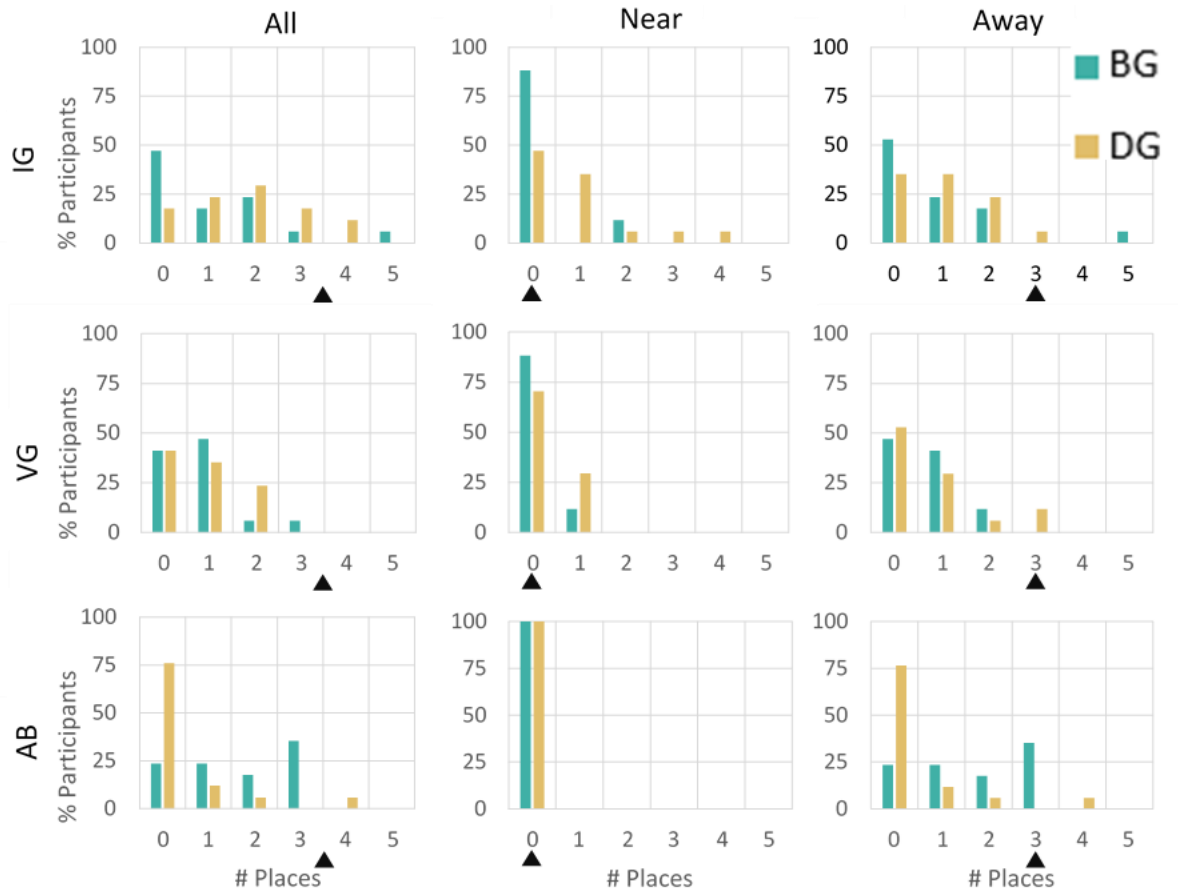 All Near Away
100 100 100
75 75 75
50 50 50
25 25 25
0 0 0
BG
DG
IG
% Participants
0 1 2 3 4 5 0 1 2 3 4 5 0 1 2 3 4 5
100 100 100
75 75 75
50 50 50
25 25 25
0 0 0
VG
% Participants
0 1 2 3 4 5 0 1 2 3 4 5 0 1 2 3 4 5
100 100 100
75 75 75
50 50 50
25 25 25
0 0 0
AB
% Participants
0 1 2 3 4 5 0 1 2 3 4 5 0 1 2 3 4 5
# Places # Places # Places